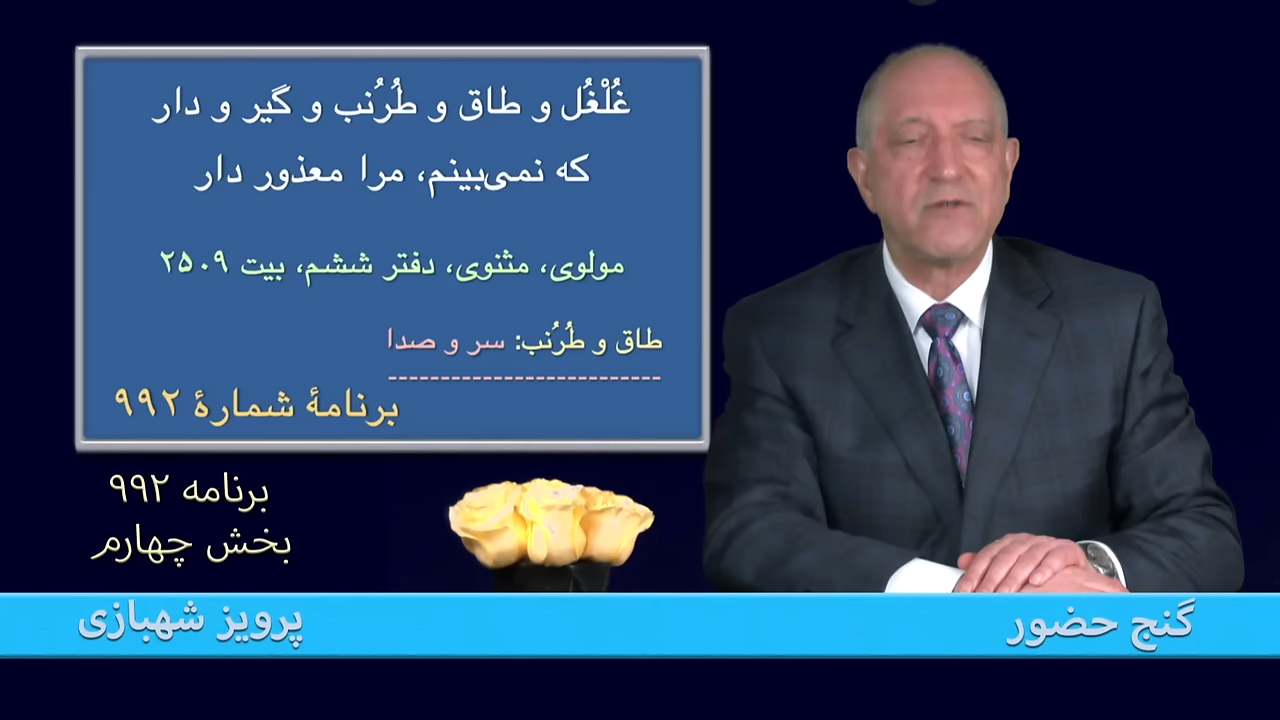 غُلْغُل و طاق و طُرُنب و گیر و دار
که نمی‌بینم، مرا معذور دار
مولوی، مثنوی، دفتر ششم، بیت ۲۵۰۹
طاق و طُرُنب: سر و صدا
--------------------------
برنامهٔ شمارهٔ ۹۹۲
برنامه ۹۹۲
بخش چهارم
گنج حضور
پرویز شهبازی